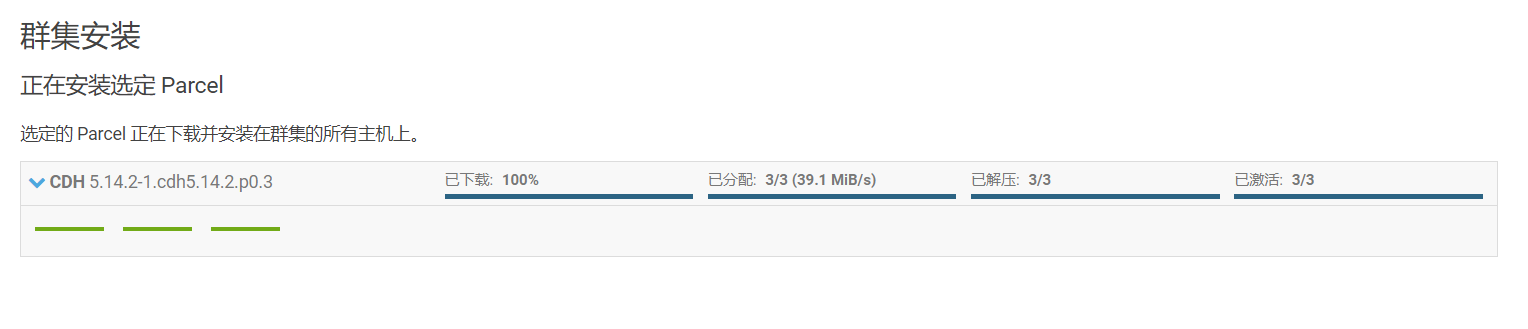 群集安装
正在安装选定 Parcel
选定的 Parcel 正在下载并安装在群集的所有主机上。
CDH 5.14.2-1.cdh5.14.2.p0.3 已下载: 100% 已分配: 3/3 (39.1 MiB/s) 已解压: 3/3 已激活: 3/3